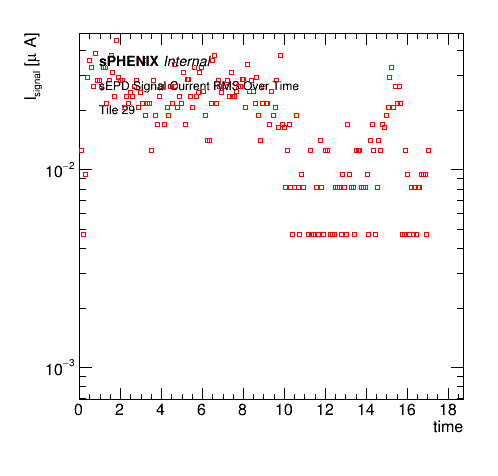 I_signal [μ A]
sPHENIX Internal
sEPD Signal Current RMS Over Time
Tile 29
10^−2
10^−3
0 2 4 6 8 10 12 14 16 18
time